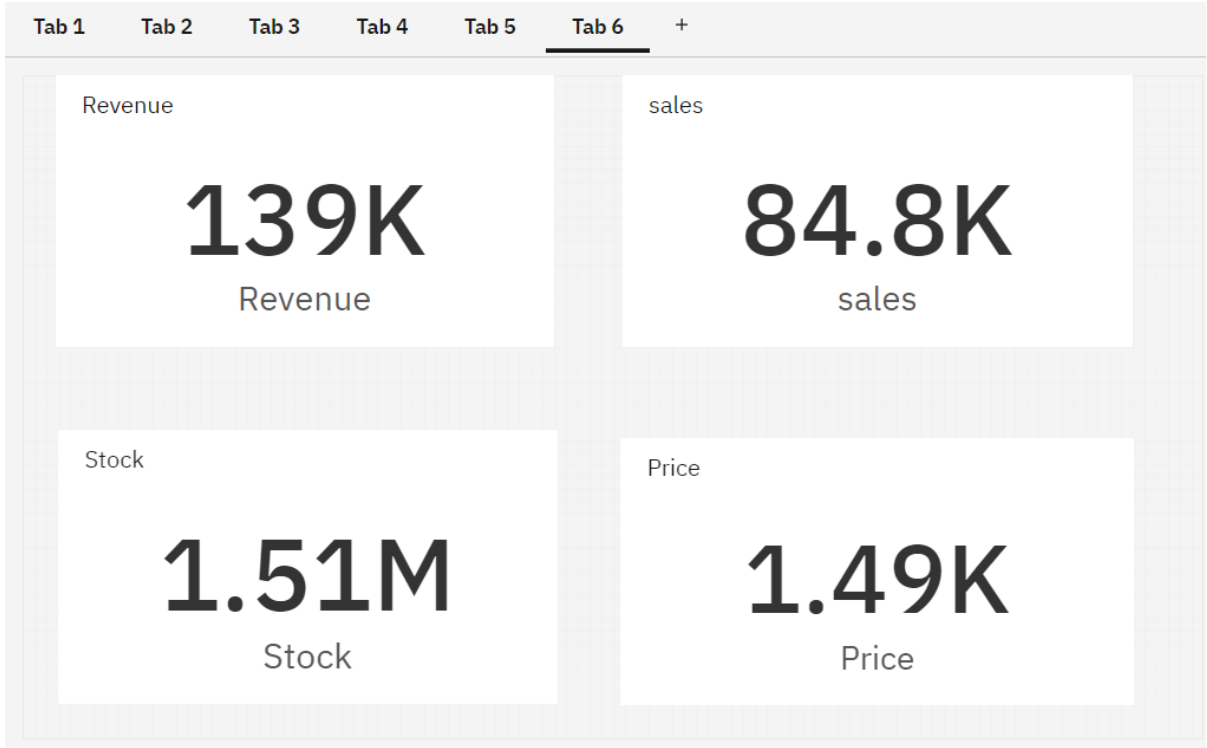 Tab 1 Tab 2 Tab 3 Tab 4 Tab 5 Tab 6 +
Revenue
139K
Revenue
sales
84.8K
sales
Stock
1.51M
Stock
Price
1.49K
Price